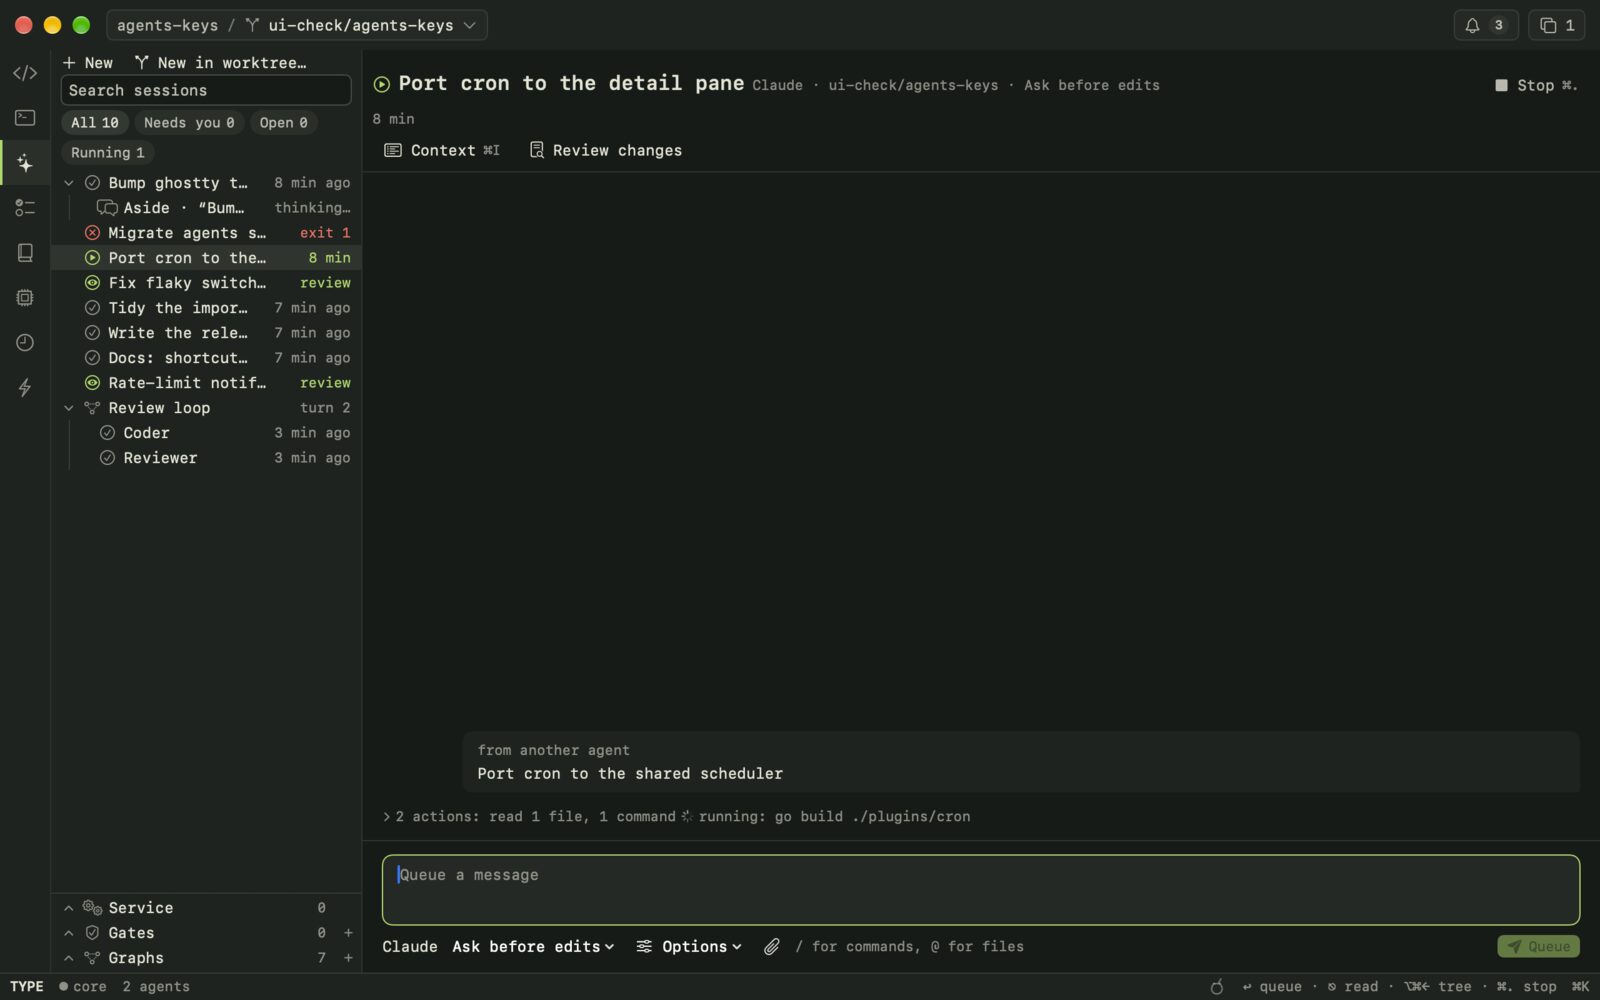 agents-keys / ui-check/agents-keys
3
1
New
New in worktree…
Search sessions
All 10
Needs you 0
Open 0
Running 1
Bump ghostty t… 8 min ago
Aside · “Bum… thinking…
Migrate agents s… exit 1
Port cron to the… 8 min
Fix flaky switch… review
Tidy the impor… 7 min ago
Write the rele… 7 min ago
Docs: shortcut… 7 min ago
Rate-limit notif… review
Review loop turn 2
Coder 3 min ago
Reviewer 3 min ago
Service 0
Gates 0 +
Graphs 7 +
Port cron to the detail pane Claude · ui-check/agents-keys · Ask before edits
Stop ⌘.
8 min
Context ⌘I
Review changes
from another agent
Port cron to the shared scheduler
2 actions: read 1 file, 1 command running: go build ./plugins/cron
Queue a message
Claude Ask before edits Options / for commands, @ for files
Queue
TYPE core 2 agents
↩ queue · ⎋ read · ⌥⌘← tree · ⌘. stop ⌘K